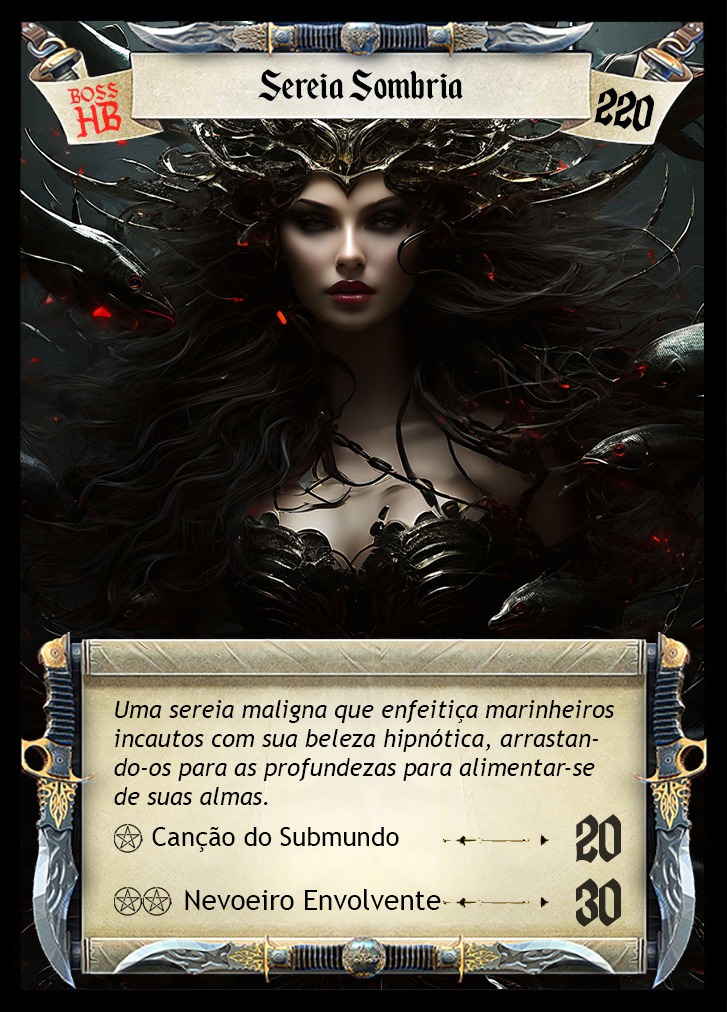 BOSS
HB
Sereia Sombria
220
Uma sereia maligna que enfeitiça marinheiros
incautos com sua beleza hipnótica, arrastan-
do-os para as profundezas para alimentar-se
de suas almas.
Canção do Submundo 20
Nevoeiro Envolvente 30